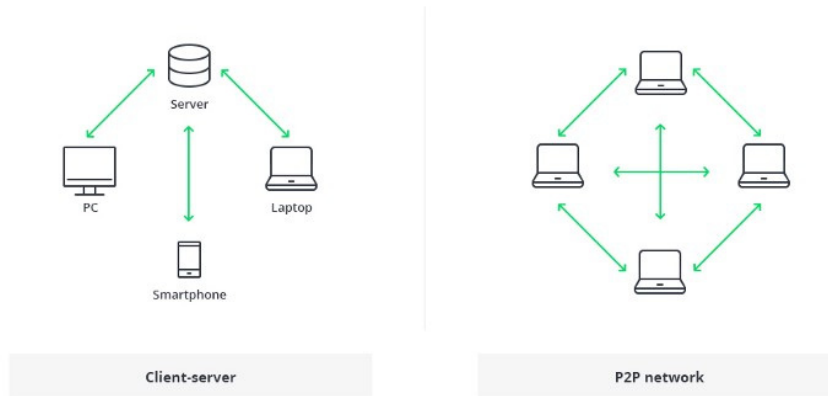 Server
PC
Laptop
Smartphone
Client-server
P2P network